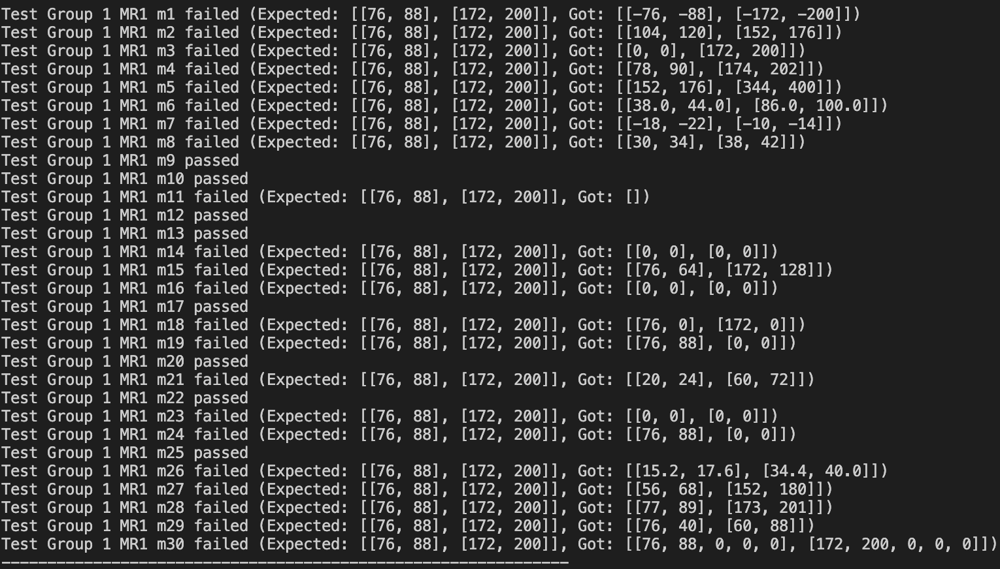 Test Group 1 MR1 m1 failed (Expected: [[76, 88], [172, 200]], Got: [[-76, -88], [-172, -200]])
Test Group 1 MR1 m2 failed (Expected: [[76, 88], [172, 200]], Got: [[104, 120], [152, 176]])
Test Group 1 MR1 m3 failed (Expected: [[76, 88], [172, 200]], Got: [[0, 0], [172, 200]])
Test Group 1 MR1 m4 failed (Expected: [[76, 88], [172, 200]], Got: [[78, 90], [174, 202]])
Test Group 1 MR1 m5 failed (Expected: [[76, 88], [172, 200]], Got: [[152, 176], [344, 400]])
Test Group 1 MR1 m6 failed (Expected: [[76, 88], [172, 200]], Got: [[38.0, 44.0], [86.0, 100.0]])
Test Group 1 MR1 m7 failed (Expected: [[76, 88], [172, 200]], Got: [[-18, -22], [-10, -14]])
Test Group 1 MR1 m8 failed (Expected: [[76, 88], [172, 200]], Got: [[30, 34], [38, 42]])
Test Group 1 MR1 m9 passed
Test Group 1 MR1 m10 passed
Test Group 1 MR1 m11 failed (Expected: [[76, 88], [172, 200]], Got: [])
Test Group 1 MR1 m12 passed
Test Group 1 MR1 m13 passed
Test Group 1 MR1 m14 failed (Expected: [[76, 88], [172, 200]], Got: [[0, 0], [0, 0]])
Test Group 1 MR1 m15 failed (Expected: [[76, 88], [172, 200]], Got: [[76, 64], [172, 128]])
Test Group 1 MR1 m16 failed (Expected: [[76, 88], [172, 200]], Got: [[0, 0], [0, 0]])
Test Group 1 MR1 m17 passed
Test Group 1 MR1 m18 failed (Expected: [[76, 88], [172, 200]], Got: [[76, 0], [172, 0]])
Test Group 1 MR1 m19 failed (Expected: [[76, 88], [172, 200]], Got: [[76, 88], [0, 0]])
Test Group 1 MR1 m20 passed
Test Group 1 MR1 m21 failed (Expected: [[76, 88], [172, 200]], Got: [[20, 24], [60, 72]])
Test Group 1 MR1 m22 passed
Test Group 1 MR1 m23 failed (Expected: [[76, 88], [172, 200]], Got: [[0, 0], [0, 0]])
Test Group 1 MR1 m24 failed (Expected: [[76, 88], [172, 200]], Got: [[76, 88], [0, 0]])
Test Group 1 MR1 m25 passed
Test Group 1 MR1 m26 failed (Expected: [[76, 88], [172, 200]], Got: [[15.2, 17.6], [34.4, 40.0]])
Test Group 1 MR1 m27 failed (Expected: [[76, 88], [172, 200]], Got: [[56, 68], [152, 180]])
Test Group 1 MR1 m28 failed (Expected: [[76, 88], [172, 200]], Got: [[77, 89], [173, 201]])
Test Group 1 MR1 m29 failed (Expected: [[76, 88], [172, 200]], Got: [[76, 40], [60, 88]])
Test Group 1 MR1 m30 failed (Expected: [[76, 88], [172, 200]], Got: [[76, 88, 0, 0, 0], [172, 200, 0, 0, 0]])
--------------------------------------------------------------